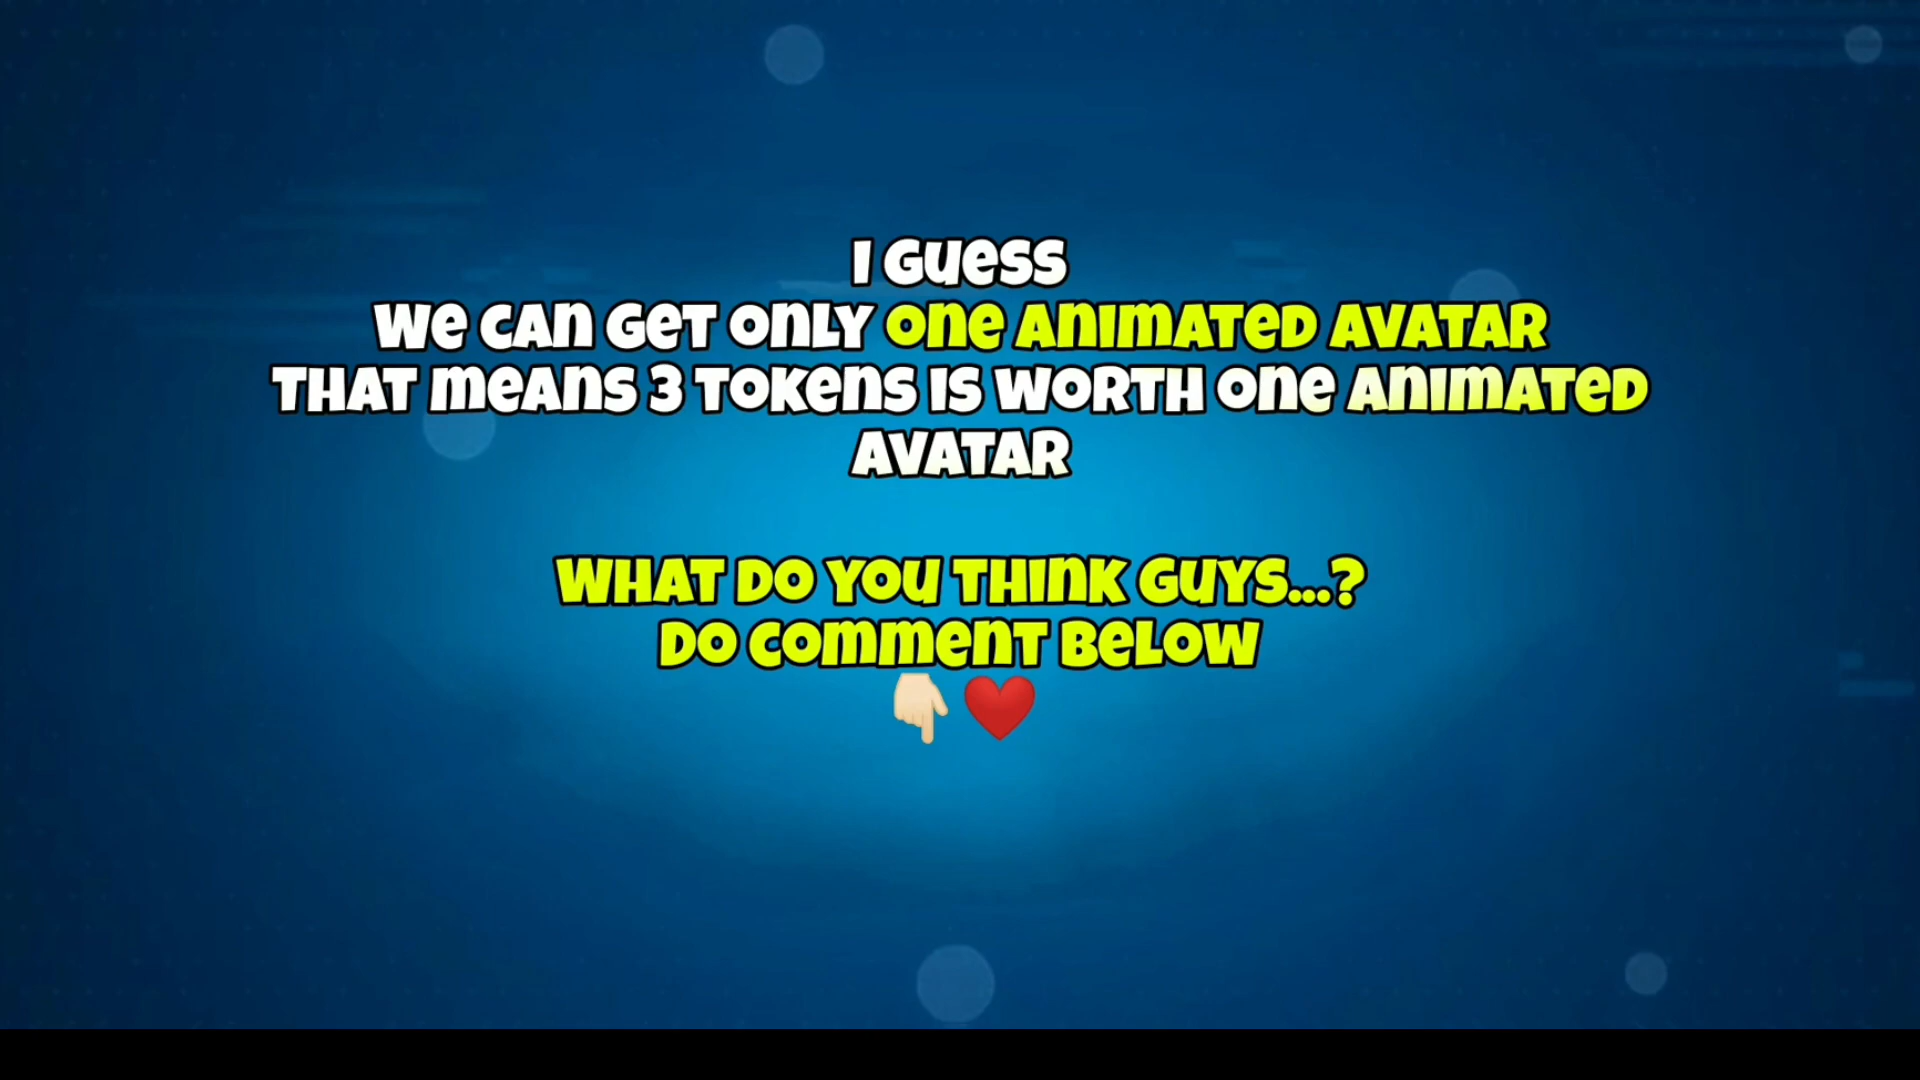 I GUESS
WE CAN GET ONLY ONE ANIMATED AVATAR
THAT MEANS 3 TOKENS IS WORTH ONE ANIMATED
AVATAR
WHAT DO YOU THINK GUYS...?
DO COMMENT BELOW
👇🏻❤️